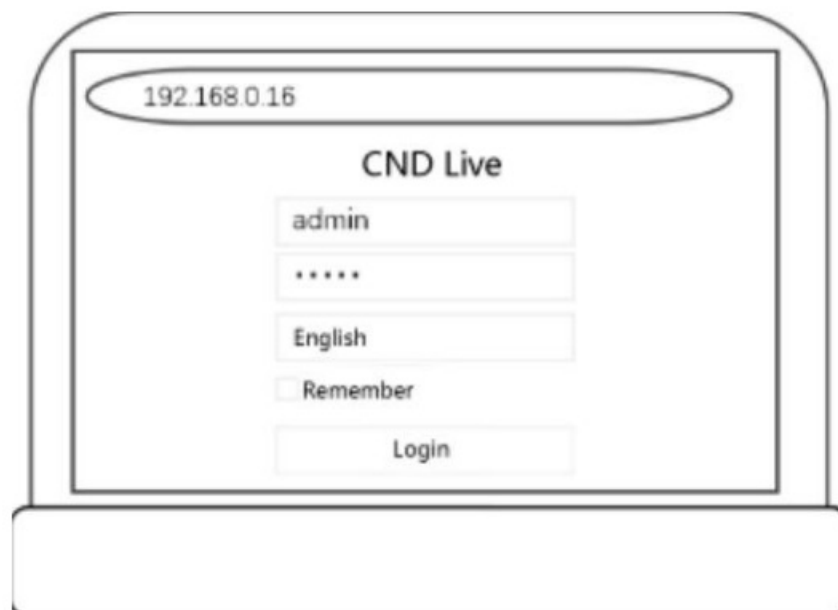 192.168.0.16
CND Live
admin
*****
English
Remember
Login